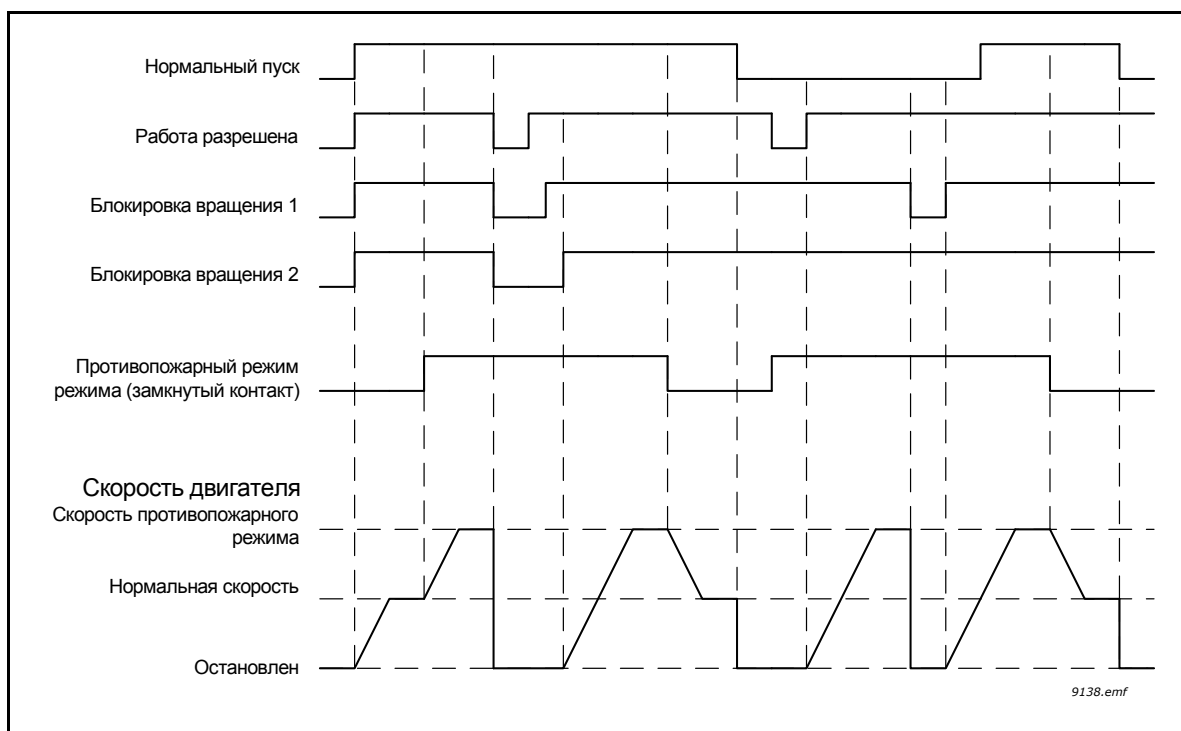 Нормальный пуск
Работа разрешена
Блокировка вращения 1
Блокировка вращения 2
Противопожарный режим
режима (замкнутый контакт)
Скорость двигателя
Скорость противопожарного
режима
Нормальная скорость
Остановлен
9138.emf